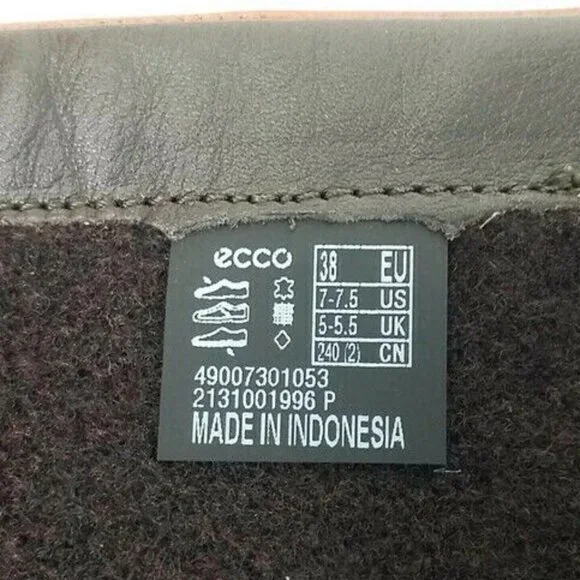 ecco
38 EU
7-7.5 US
5-5.5 UK
240 (2) CN
49007301053
2131001996 P
MADE IN INDONESIA